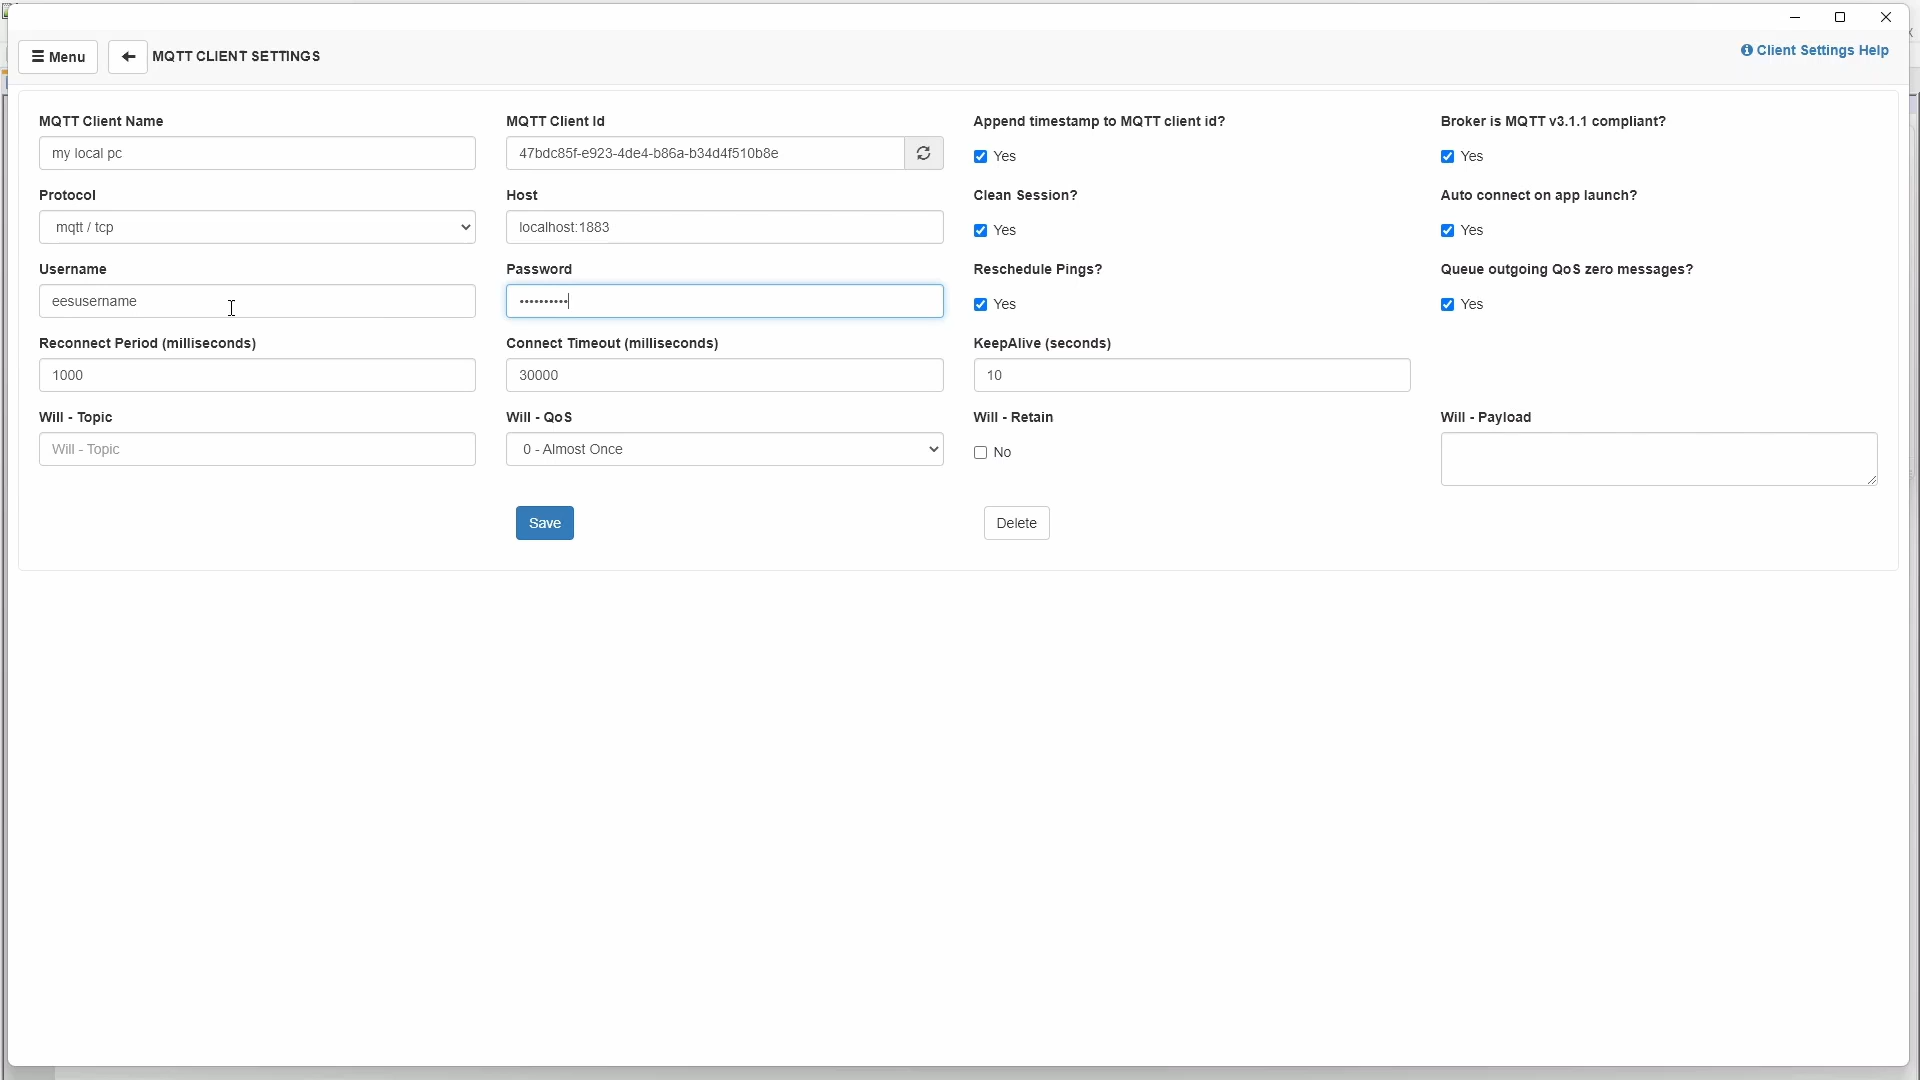 Menu
MQTT CLIENT SETTINGS
Client Settings Help
MQTT Client Name
MQTT Client Id
Append timestamp to MQTT client id?
Broker is MQTT v3.1.1 compliant?
my local pc
47bdc85f-e923-4de4-b86a-b34d4f510b8e
Yes
Yes
Protocol
Host
Clean Session?
Auto connect on app launch?
mqtt / tcp
localhost:1883
Yes
Yes
Username
Password
Reschedule Pings?
Queue outgoing QoS zero messages?
eesusername
••••••••••
Yes
Yes
Reconnect Period (milliseconds)
Connect Timeout (milliseconds)
KeepAlive (seconds)
1000
30000
10
Will - Topic
Will - QoS
Will - Retain
Will - Payload
Will - Topic
0 - Almost Once
No
Save
Delete